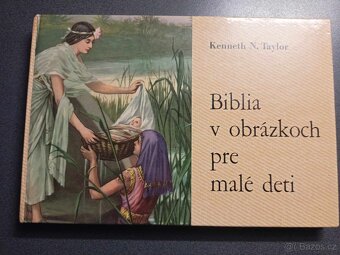 Kenneth N. Taylor
Biblia
v obrázkoch
pre
malé deti
Bazos.cz